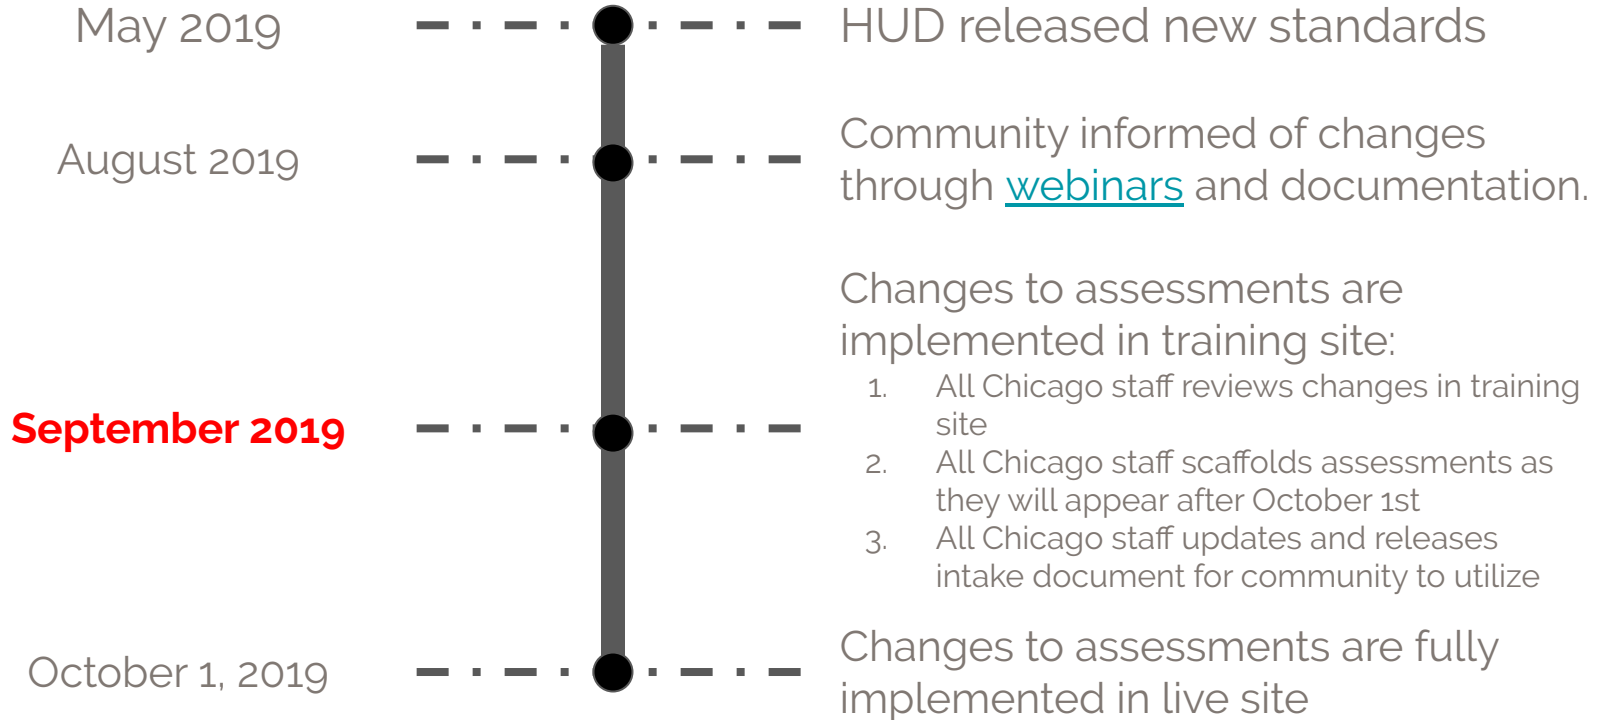 May 2019
HUD released new standards
August 2019
Community informed of changes
through webinars and documentation.
September 2019
Changes to assessments are
implemented in training site:
1. All Chicago staff reviews changes in training
site
2. All Chicago staff scaffolds assessments as
they will appear after October 1st
3. All Chicago staff updates and releases
intake document for community to utilize
October 1, 2019
Changes to assessments are fully
implemented in live site